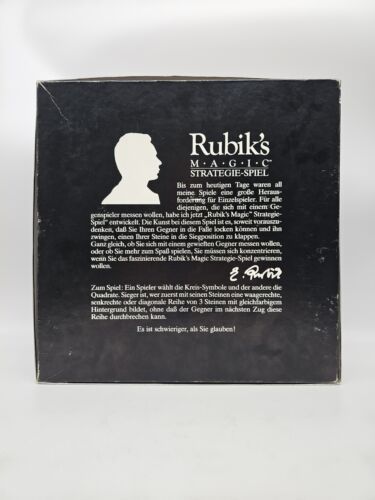 Rubik's
M·A·G·I·C
STRATEGIE-SPIEL
Bis zum heutigen Tage waren all
meine Spiele eine große Heraus-
forderung für Einzelspieler. Für alle
diejenigen, die sich mit einem Ge-
genspieler messen wollen, habe ich jetzt „Rubik's Magic" Strategie-
Spiel" entwickelt. Die Kunst bei diesem Spiel ist es, soweit vorauszu-
denken, daß Sie Ihren Gegner in die Falle locken können und ihn
zwingen, einen Ihrer Steine in die Siegposition zu klappen.
Ganz gleich, ob Sie sich mit einem gewieften Gegner messen wollen,
oder ob Sie mehr zum Spaß spielen, Sie müssen sich konzentrieren,
wenn Sie das faszinierende Rubik's Magic Strategie-Spiel gewinnen
wollen.
E. Rubik
Zum Spiel: Ein Spieler wählt die Kreis-Symbole und der andere die
Quadrate. Sieger ist, wer zuerst mit seinen Steinen eine waagerechte,
senkrechte oder diagonale Reihe von 3 Steinen mit gleichfarbigem
Hintergrund bildet, ohne daß der Gegner im nächsten Zug diese
Reihe durchbrechen kann.
Es ist schwieriger, als Sie glauben!